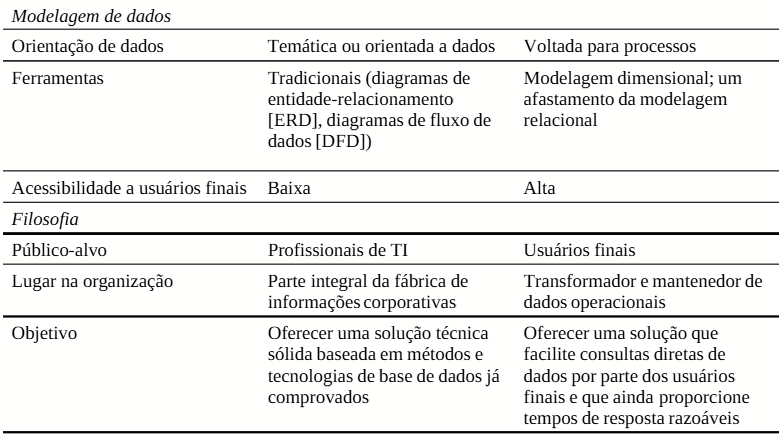 Modelagem de dados
Orientação de dados Temática ou orientada a dados Voltada para processos
Ferramentas Tradicionais (diagramas de Modelagem dimensional; um
entidade-relacionamento afastamento da modelagem
[ERD], diagramas de fluxo de relacional
dados [DFD])
Acessibilidade a usuários finais Baixa Alta
Filosofia
Público-alvo Profissionais de TI Usuários finais
Lugar na organização Parte integral da fábrica de Transformador e mantenedor de
informações corporativas dados operacionais
Objetivo Oferecer uma solução técnica Oferecer uma solução que
sólida baseada em métodos e facilite consultas diretas de
tecnologias de base de dados já dados por parte dos usuários
comprovados finais e que ainda proporcione
tempos de resposta razoáveis